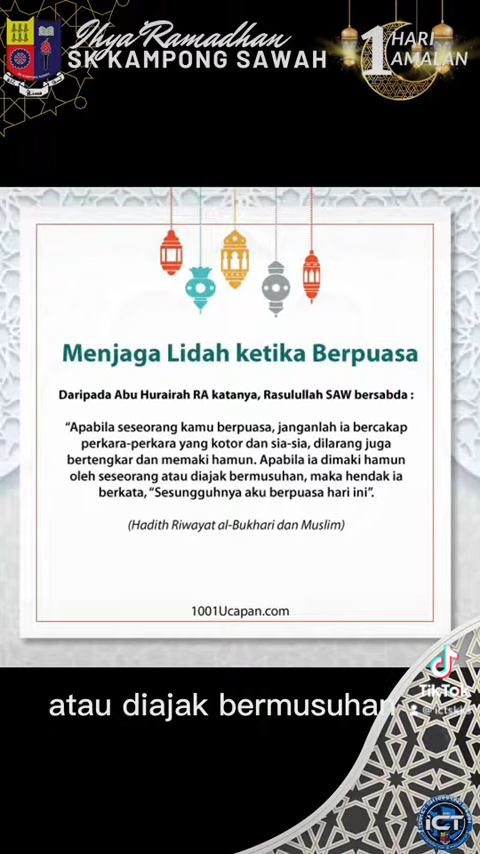 Ihya Ramadhan
SK KAMPONG SAWAH
1 HARI
AMALAN
Menjaga Lidah ketika Berpuasa
Daripada Abu Hurairah RA katanya, Rasulullah SAW bersabda :
“Apabila seseorang kamu berpuasa, janganlah ia bercakap
perkara-perkara yang kotor dan sia-sia, dilarang juga
bertengkar dan memaki hamun. Apabila ia dimaki hamun
oleh seseorang atau diajak bermusuhan, maka hendak ia
berkata, “Sesungguhnya aku berpuasa hari ini”.
(Hadith Riwayat al-Bukhari dan Muslim)
1001Ucapan.com
TikTok
atau diajak bermusuhan
ICT